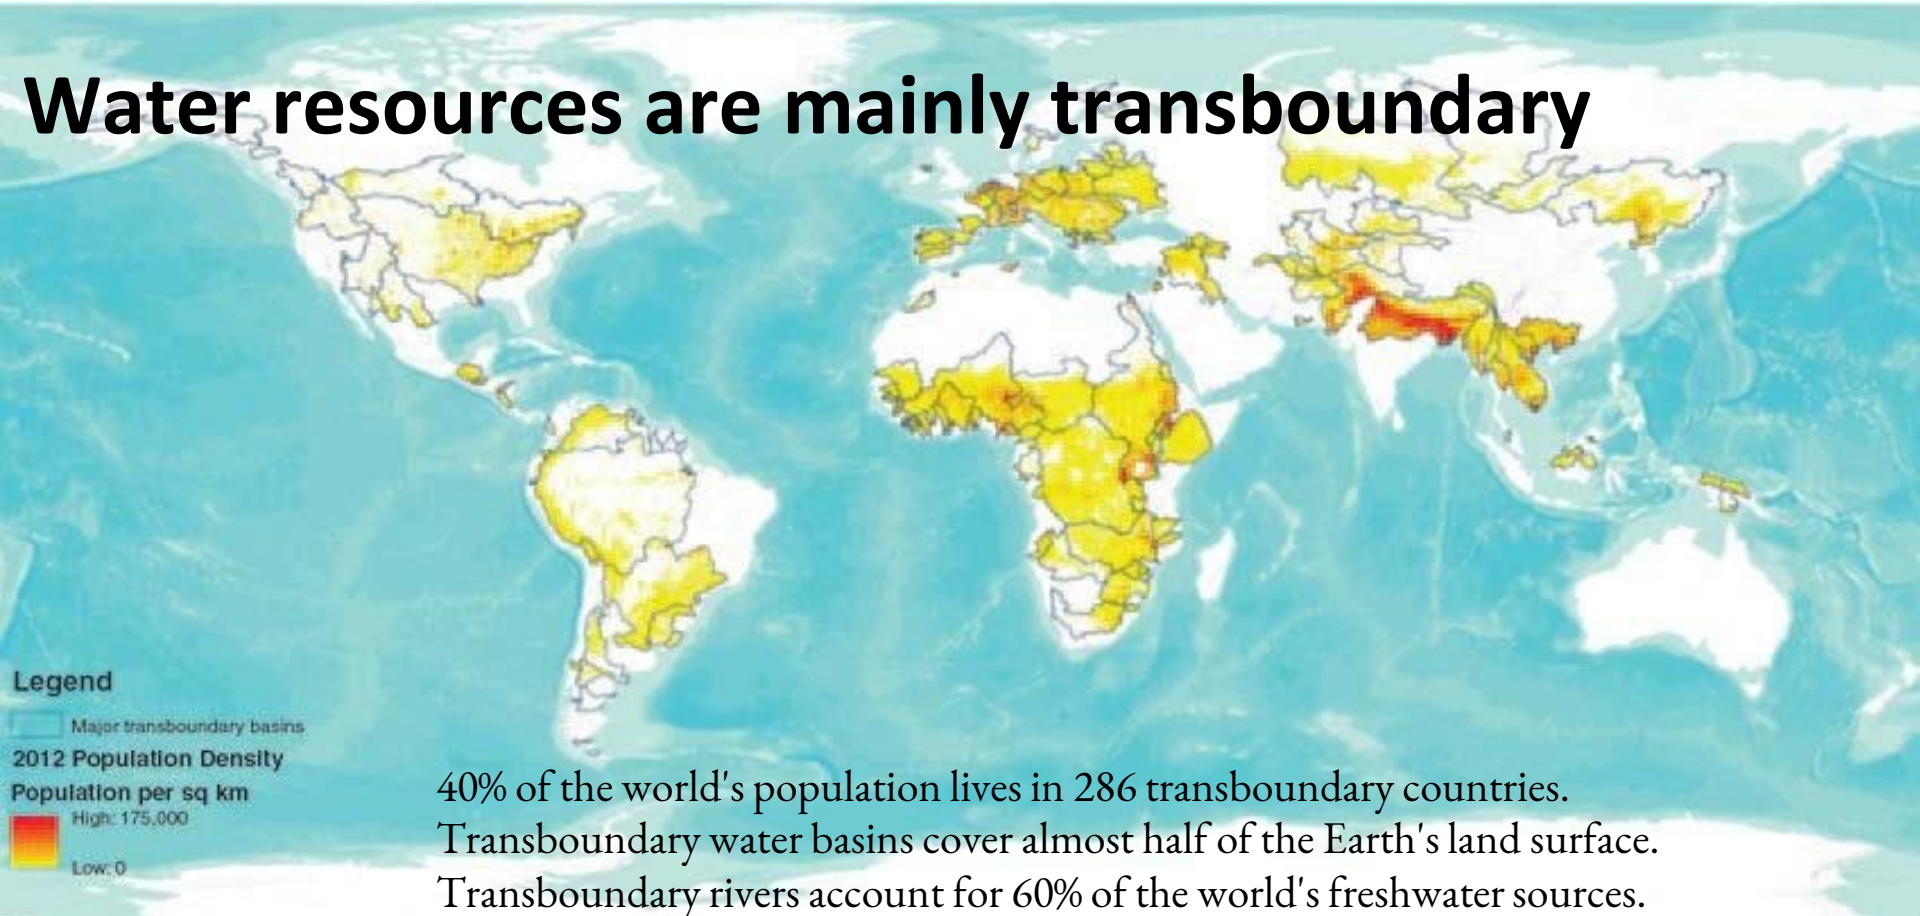 Water resources are mainly transboundary
Legend
Major transboundary basins
2012 Population Density
Population per sq km
High: 175,000
Low: 0
40% of the world's population lives in 286 transboundary countries.
Transboundary water basins cover almost half of the Earth's land surface.
Transboundary rivers account for 60% of the world's freshwater sources.